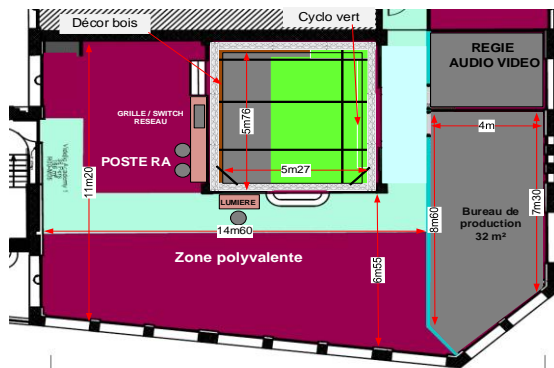 Décor bois
Cyclo vert
REGIE
AUDIO VIDEO
GRILLE / SWITCH
RESEAU
5m76
4m
POSTE RA
11m20
5m27
LUMIERE
14m60
8m60
7m30
Bureau de
production
32 m²
Zone polyvalente
6m55